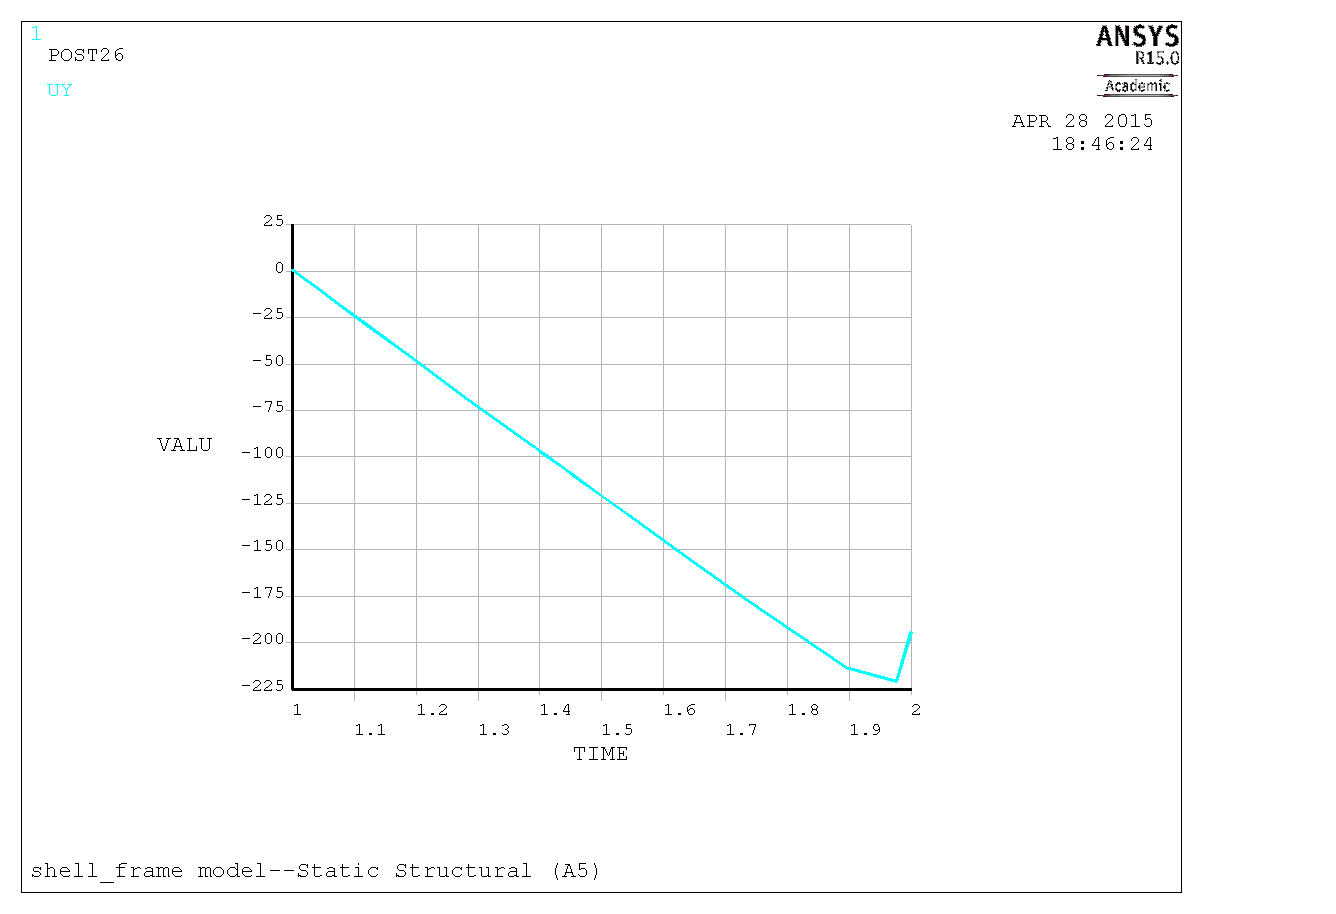 1
POST26
UY
ANSYS
R15.0
Academic
APR 28 2015
18:46:24
25
0
-25
-50
-75
VALU
-100
-125
-150
-175
-200
-225
1 1.2 1.4 1.6 1.8 2
1.1 1.3 1.5 1.7 1.9
TIME
shell_frame model--Static Structural (A5)